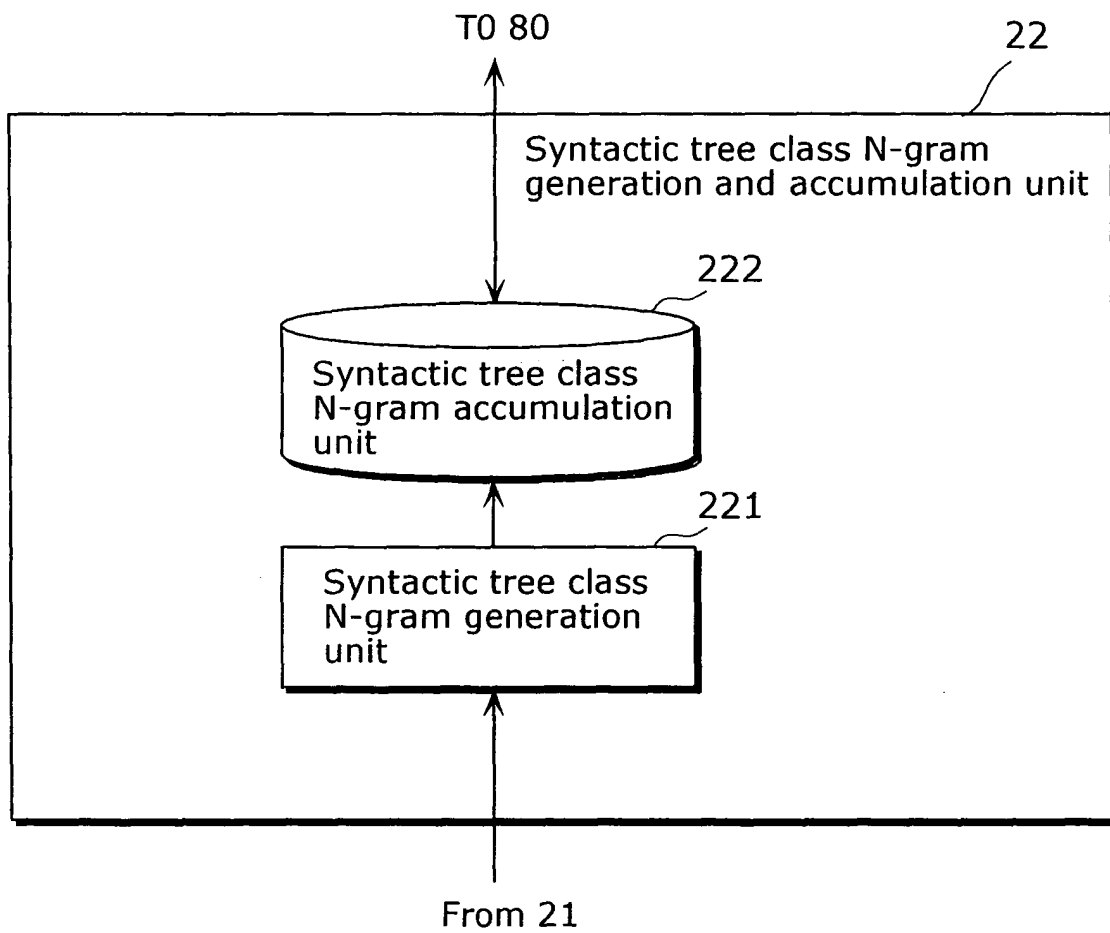 T0 80
22
Syntactic tree class N-gram
generation and accumulation unit
222
Syntactic tree class
N-gram accumulation
unit
221
Syntactic tree class
N-gram generation
unit
From 21